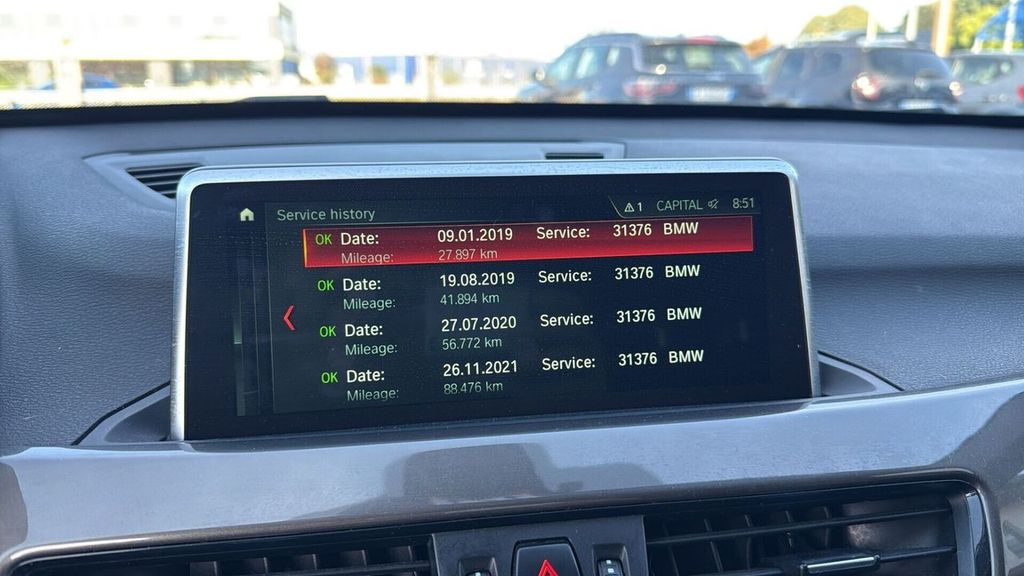 Service history
1 CAPITAL 8:51
OK Date: 09.01.2019 Service: 31376 BMW
Mileage: 27.897 km
OK Date: 19.08.2019 Service: 31376 BMW
Mileage: 41.894 km
OK Date: 27.07.2020 Service: 31376 BMW
Mileage: 56.772 km
OK Date: 26.11.2021 Service: 31376 BMW
Mileage: 88.476 km